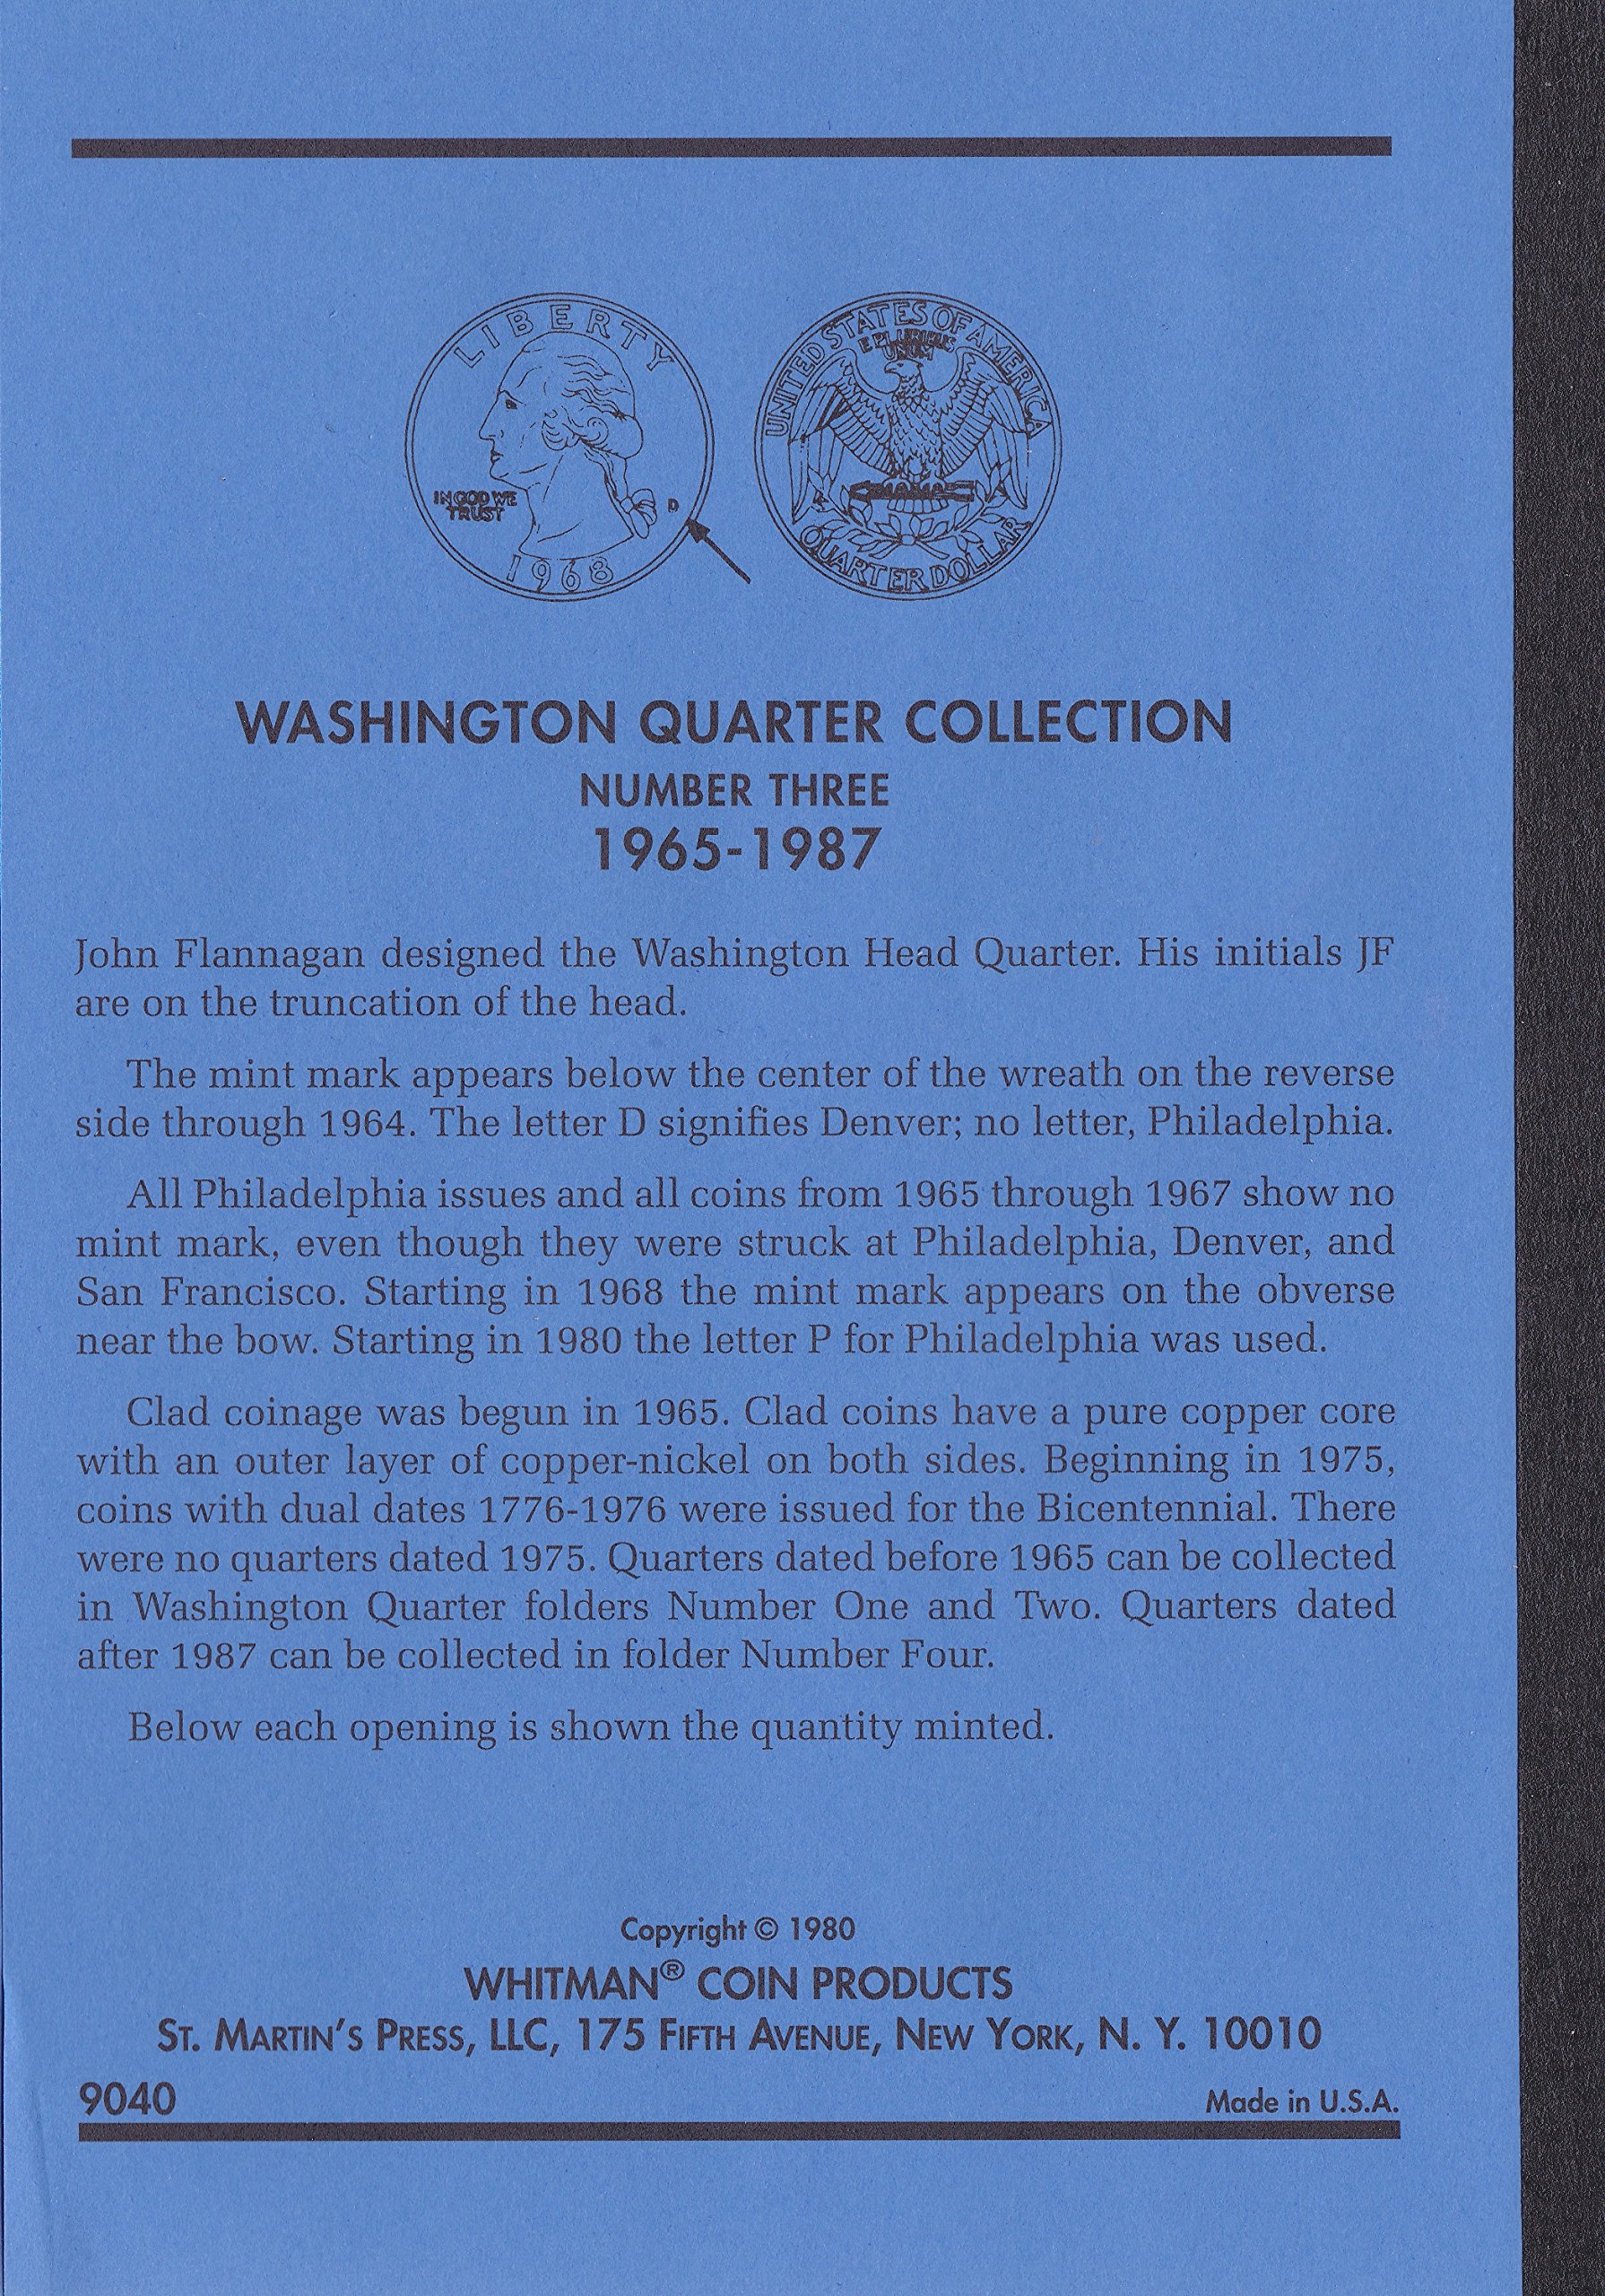 LIBERTY
IN GOD WE
TRUST
D
1968
UNITED STATES OF AMERICA
E PLURIBUS
UNUM
QUARTER DOLLAR
WASHINGTON QUARTER COLLECTION
NUMBER THREE
1965-1987
John Flannagan designed the Washington Head Quarter. His initials JF
are on the truncation of the head.
The mint mark appears below the center of the wreath on the reverse
side through 1964. The letter D signifies Denver; no letter, Philadelphia.
All Philadelphia issues and all coins from 1965 through 1967 show no
mint mark, even though they were struck at Philadelphia, Denver, and
San Francisco. Starting in 1968 the mint mark appears on the obverse
near the bow. Starting in 1980 the letter P for Philadelphia was used.
Clad coinage was begun in 1965. Clad coins have a pure copper core
with an outer layer of copper-nickel on both sides. Beginning in 1975,
coins with dual dates 1776-1976 were issued for the Bicentennial. There
were no quarters dated 1975. Quarters dated before 1965 can be collected
in Washington Quarter folders Number One and Two. Quarters dated
after 1987 can be collected in folder Number Four.
Below each opening is shown the quantity minted.
Copyright © 1980
WHITMAN® COIN PRODUCTS
ST. MARTIN'S PRESS, LLC, 175 FIFTH AVENUE, NEW YORK, N. Y. 10010
9040
Made in U.S.A.